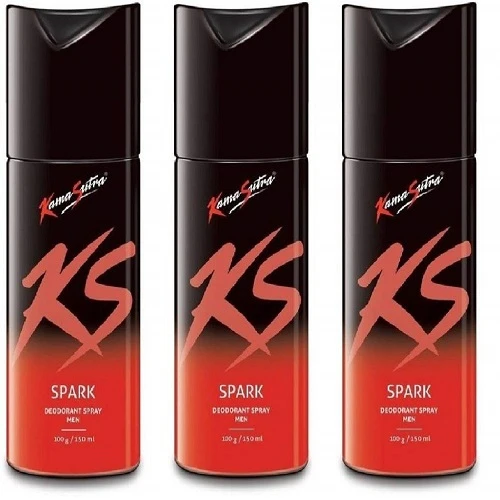 KamaSutra®
KS
SPARK
DEODORANT SPRAY
MEN
100 g / 150 ml
KamaSutra®
KS
SPARK
DEODORANT SPRAY
MEN
100 g / 150 ml
KamaSutra®
KS
SPARK
DEODORANT SPRAY
MEN
100 g / 150 ml